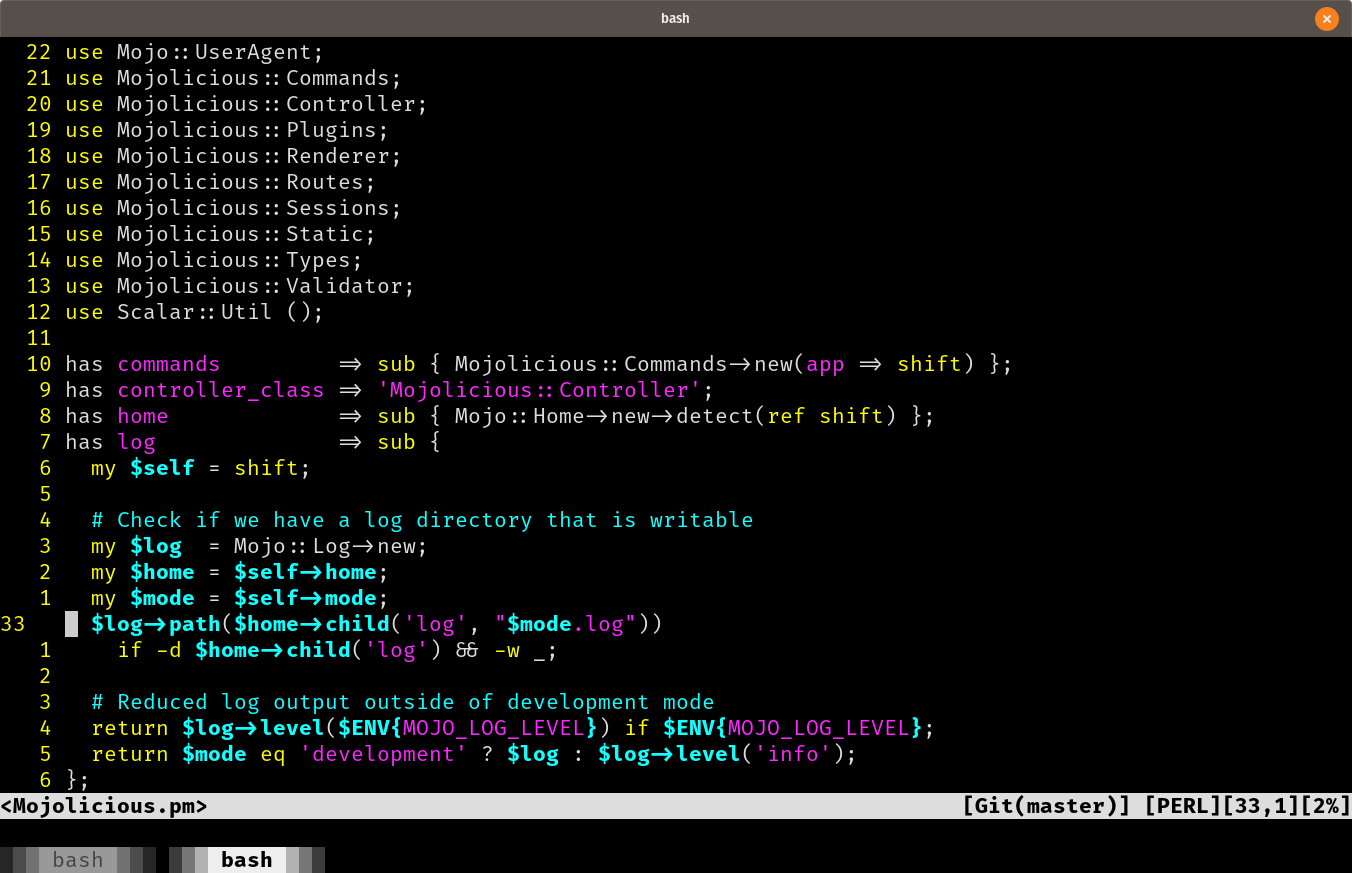 bash
22 use Mojo::UserAgent;
21 use Mojolicious::Commands;
20 use Mojolicious::Controller;
19 use Mojolicious::Plugins;
18 use Mojolicious::Renderer;
17 use Mojolicious::Routes;
16 use Mojolicious::Sessions;
15 use Mojolicious::Static;
14 use Mojolicious::Types;
13 use Mojolicious::Validator;
12 use Scalar::Util ();
11
10 has commands         => sub { Mojolicious::Commands->new(app => shift) };
9 has controller_class => 'Mojolicious::Controller';
8 has home             => sub { Mojo::Home->new->detect(ref shift) };
7 has log              => sub {
6   my $self = shift;
5
4   # Check if we have a log directory that is writable
3   my $log  = Mojo::Log->new;
2   my $home = $self->home;
1   my $mode = $self->mode;
33   $log->path($home->child('log', "$mode.log"))
1     if -d $home->child('log') && -w _;
2
3   # Reduced log output outside of development mode
4   return $log->level($ENV{MOJO_LOG_LEVEL}) if $ENV{MOJO_LOG_LEVEL};
5   return $mode eq 'development' ? $log : $log->level('info');
6 };
<Mojolicious.pm> [Git(master)] [PERL][33,1][2%]
bash bash